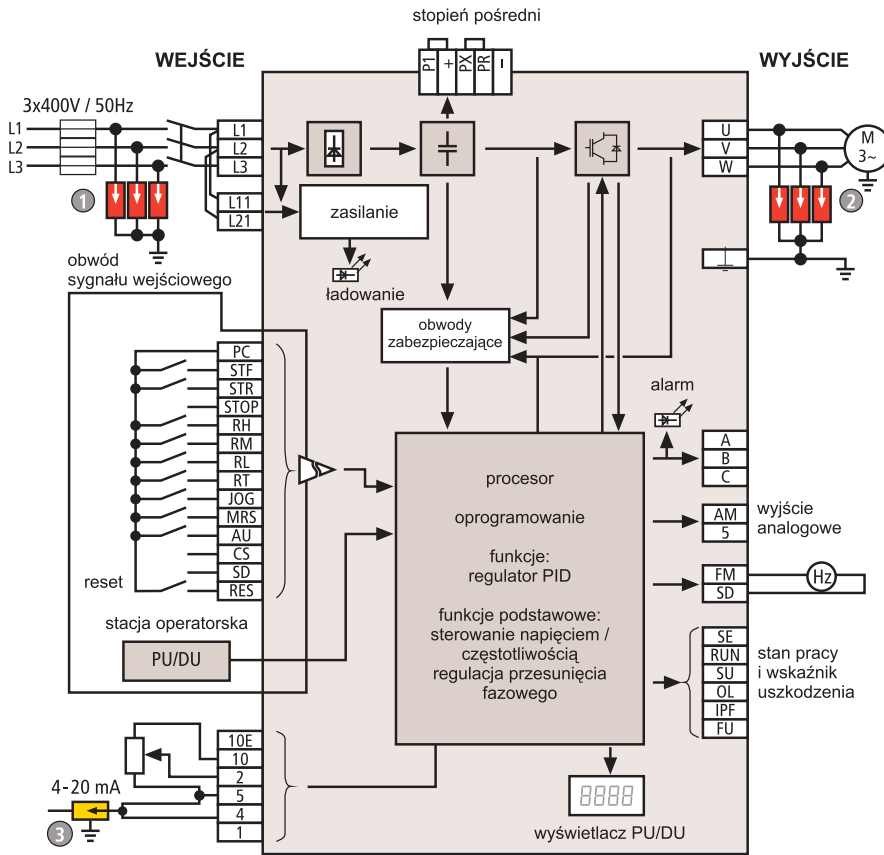 stopień pośredni
WEJŚCIE
P1
+
PX
PR
−
WYJŚCIE
3x400V / 50Hz
L1
L2
L3
L1
L2
L3
L11
L21
1
zasilanie
ładowanie
U
V
W
M
3~
2
obwód
sygnału wejściowego
obwody
zabezpieczające
PC
STF
STR
STOP
RH
RM
RL
RT
JOG
MRS
AU
CS
SD
RES
reset
stacja operatorska
PU/DU
procesor
oprogramowanie
funkcje:
regulator PID
funkcje podstawowe:
sterowanie napięciem /
częstotliwością
regulacja przesunięcia
fazowego
alarm
A
B
C
AM
5
wyjście
analogowe
FM
SD
Hz
SE
RUN
SU
OL
IPF
FU
stan pracy
i wskaźnik
uszkodzenia
10E
10
2
5
4
1
4-20 mA
3
8888
wyświetlacz PU/DU